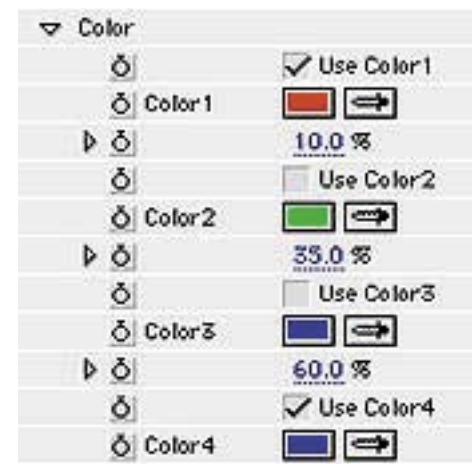 Color
Use Color1
Color1
10.0 %
Use Color2
Color2
35.0 %
Use Color3
Color3
60.0 %
Use Color4
Color4